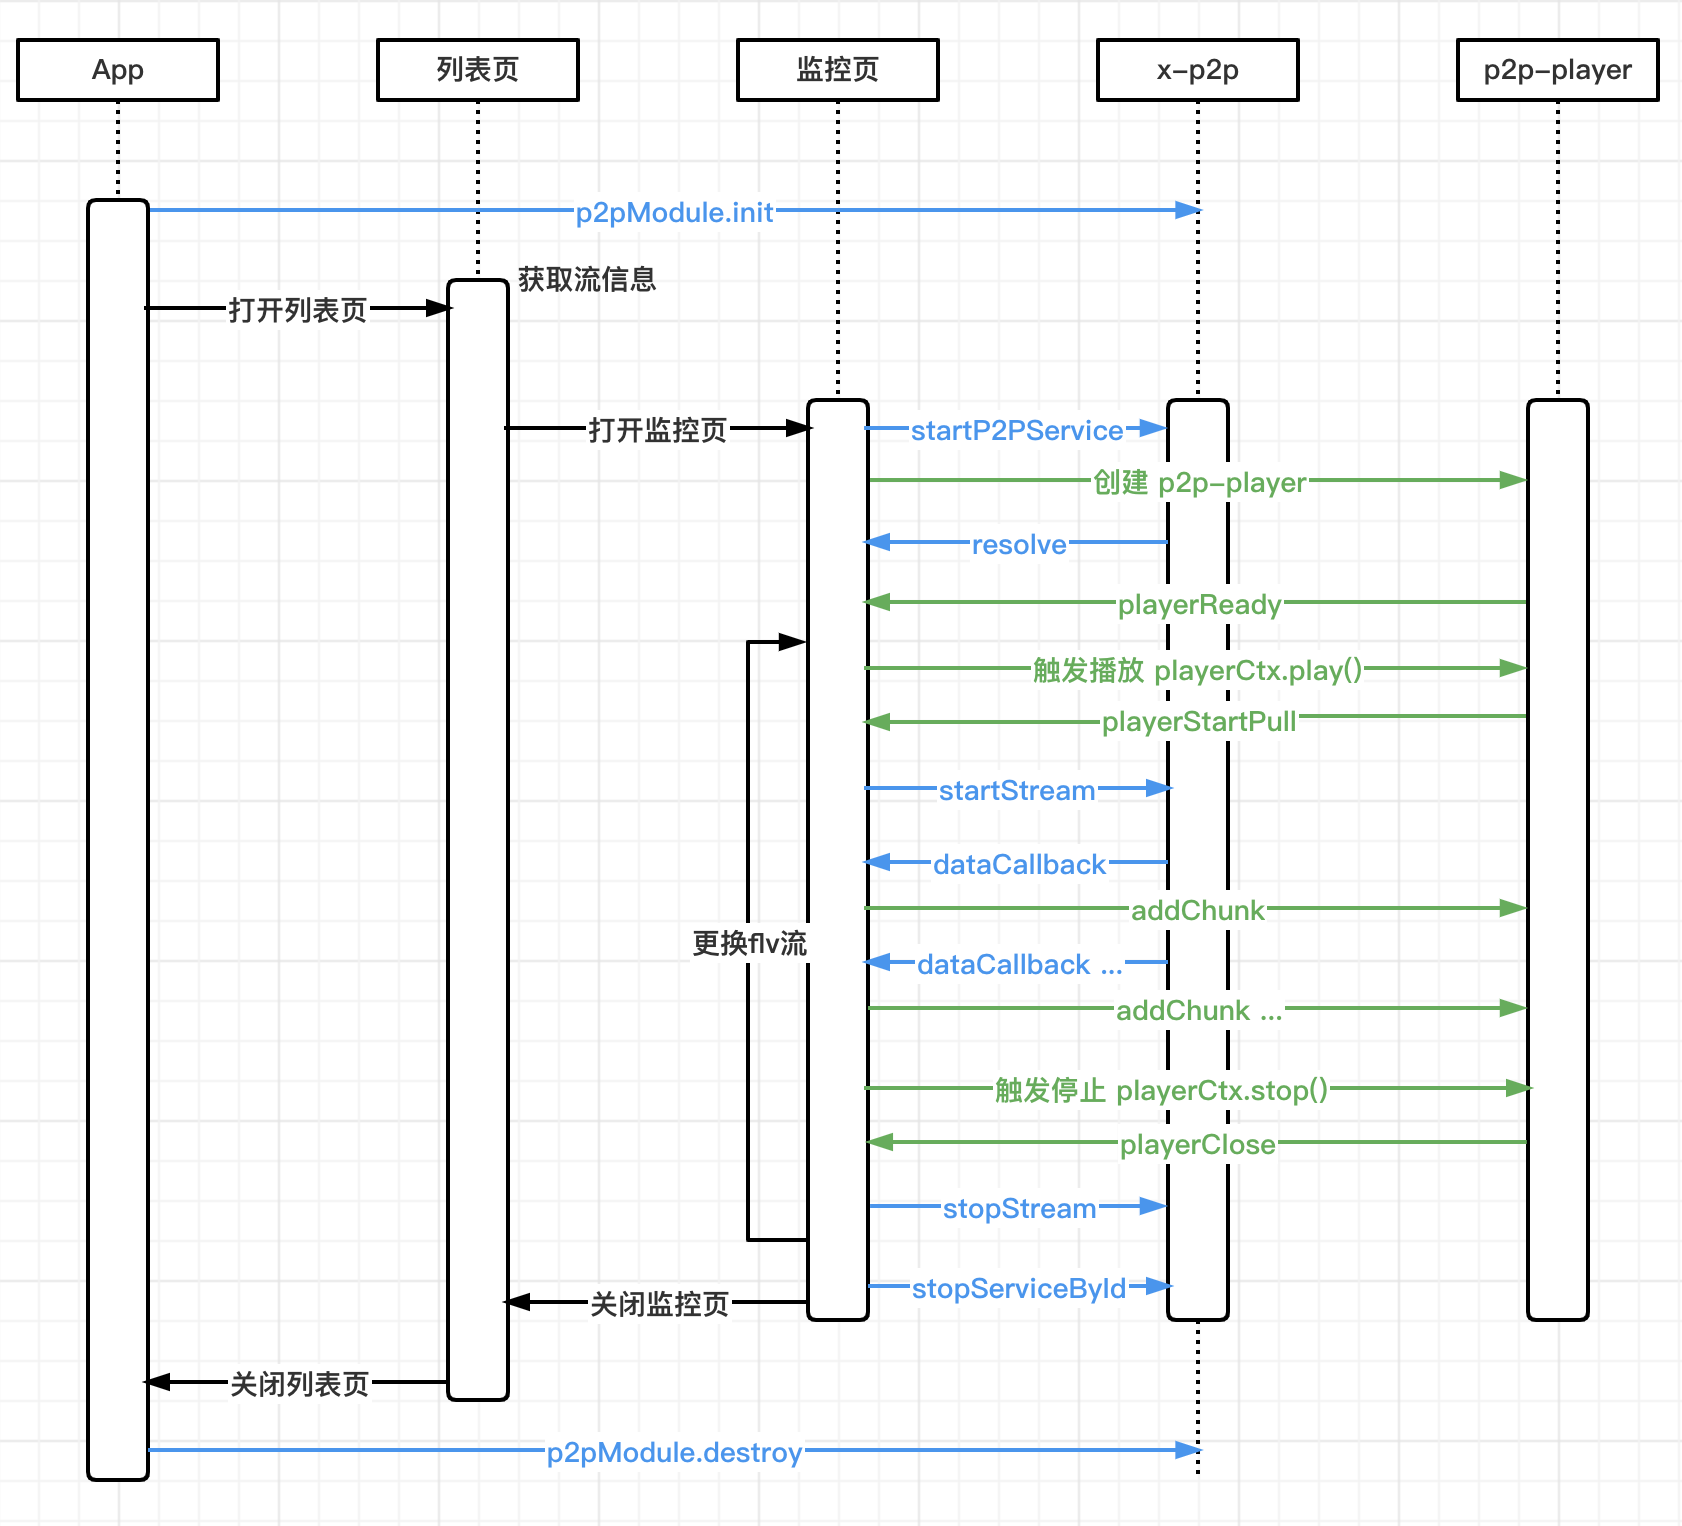 App
列表页
监控页
x-p2p
p2p-player
p2pModule.init
获取流信息
打开列表页
打开监控页
startP2PService
创建 p2p-player
resolve
playerReady
触发播放 playerCtx.play()
playerStartPull
startStream
dataCallback
addChunk
更换flv流
dataCallback ...
addChunk ...
触发停止 playerCtx.stop()
playerClose
stopStream
stopServiceById
关闭监控页
关闭列表页
p2pModule.destroy